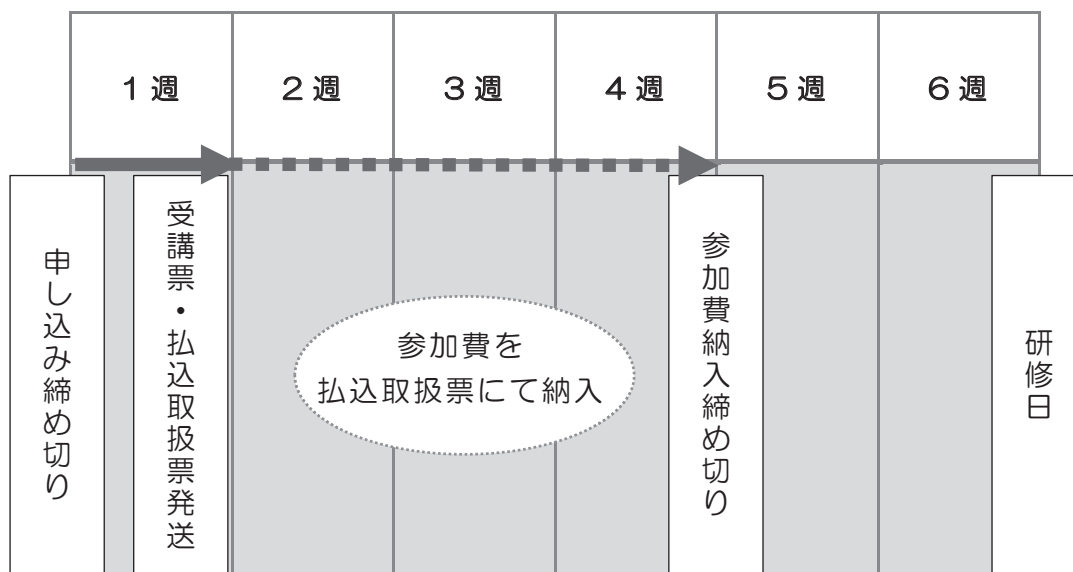 1週
2週
3週
4週
5週
6週
申し込み締め切り
受講票・払込取扱票発送
参加費を
払込取扱票にて納入
参加費納入締め切り
研修日